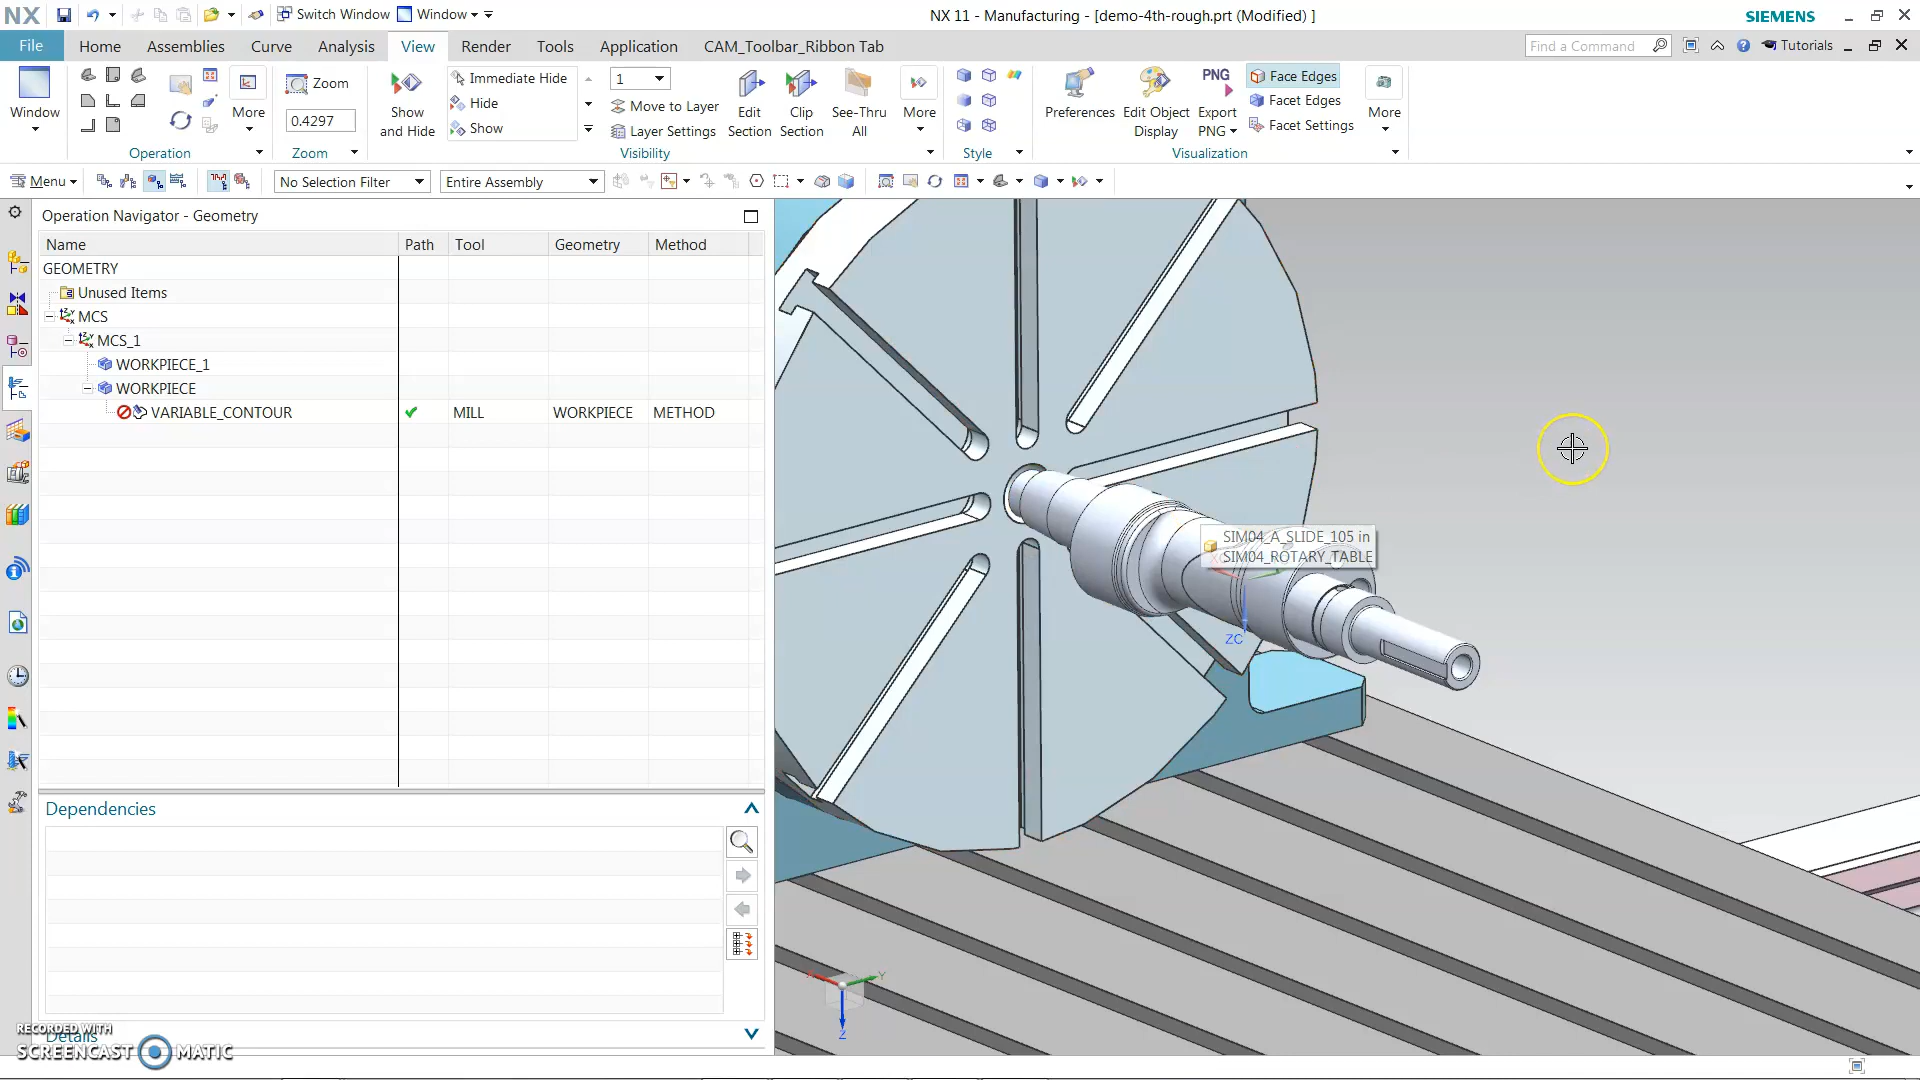 NX Switch Window Window NX 11 - Manufacturing - [demo-4th-rough.prt (Modified) ] SIEMENS
File Home Assemblies Curve Analysis View Render Tools Application CAM_Toolbar_Ribbon Tab Find a Command Tutorials
Window More Zoom 0.4297 Show and Hide Immediate Hide Hide Show 1 Move to Layer Layer Settings Edit Section Clip Section See-Thru All More Preferences Edit Object Display PNG Export PNG Face Edges Facet Edges Facet Settings More
Operation Zoom Visibility Style Visualization
Menu No Selection Filter Entire Assembly
Operation Navigator - Geometry
Name Path Tool Geometry Method
GEOMETRY
Unused Items
MCS
MCS_1
WORKPIECE_1
WORKPIECE
VARIABLE_CONTOUR MILL WORKPIECE METHOD
SIM04_A_SLIDE_105 in
SIM04_ROTARY_TABLE
ZC
Dependencies
Y
Z
RECORDED WITH
Details
SCREENCAST MATIC